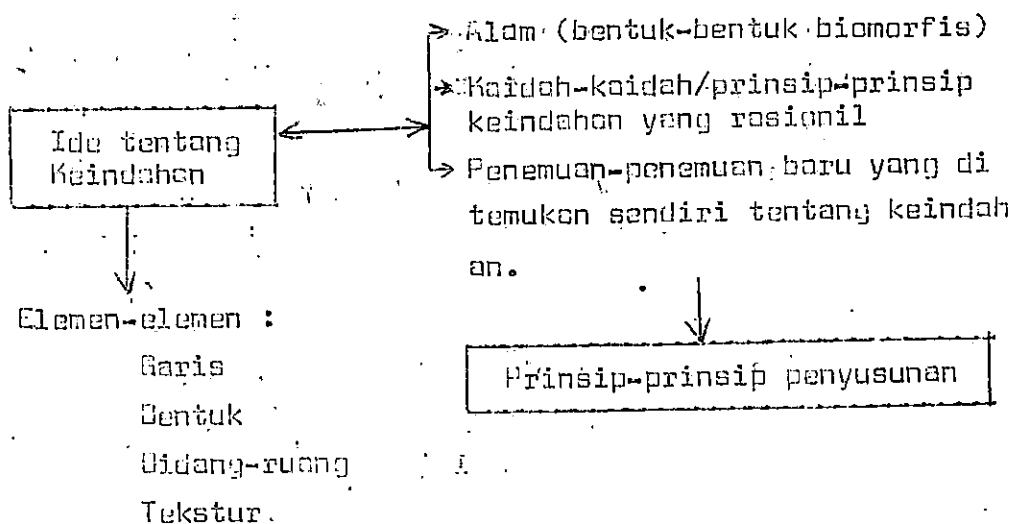 Alam (bentuk-bentuk biomorfis)
Kaidah-kaidah/prinsip-prinsip
keindahan yang rasionil
Ide tentang
Keindahan
Penemuan-penemuan baru yang di
temukan sendiri tentang keindah
an.
Elemen-elemen :
Garis
Bentuk
Bidang-ruang
Tekstur.
Prinsip-prinsip penyusunan